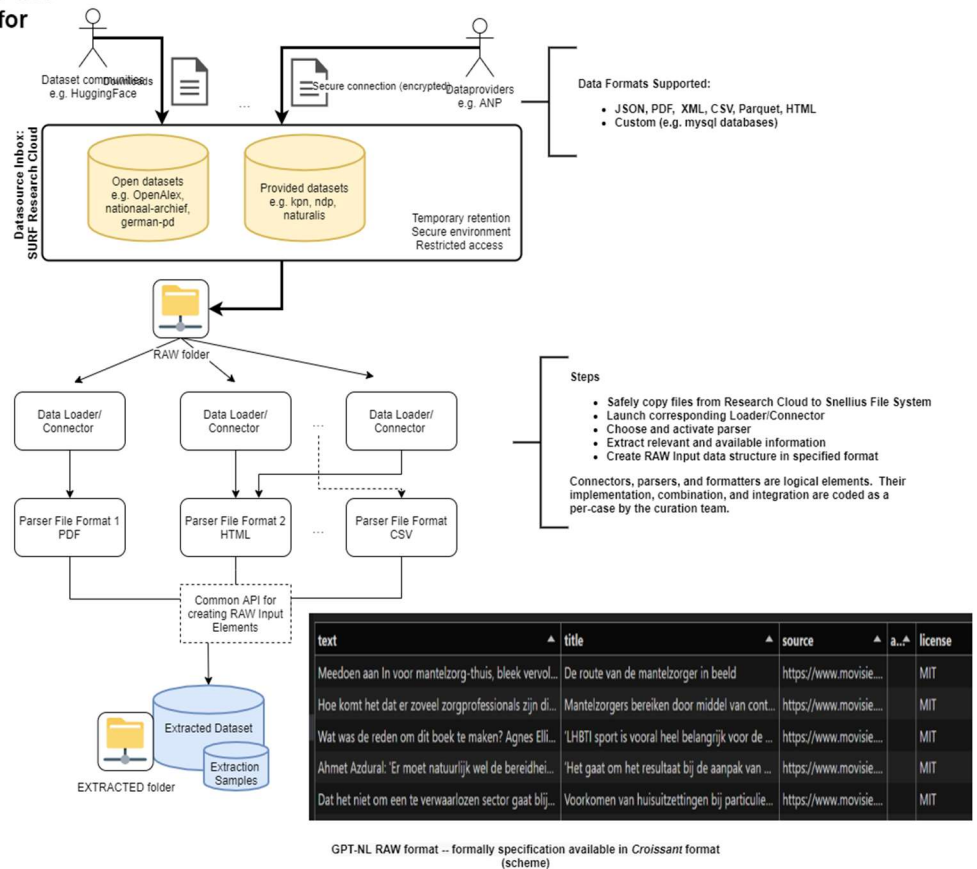 for
Dataset communities
Downloads
e.g. HuggingFace
...
Secure connection (encrypted)
Dataproviders
e.g. ANP
Data Formats Supported:
• JSON, PDF, XML, CSV, Parquet, HTML
• Custom (e.g. mysql databases)
Datasource Inbox:
SURF Research Cloud
Open datasets
e.g. OpenAlex,
nationaal-archief,
german-pd
Provided datasets
e.g. kpn, ndp,
naturalis
Temporary retention
Secure environment
Restricted access
RAW folder
Data Loader/
Connector
Data Loader/
Connector
...
Data Loader/
Connector
Steps
• Safely copy files from Research Cloud to Snellius File System
• Launch corresponding Loader/Connector
• Choose and activate parser
• Extract relevant and available information
• Create RAW Input data structure in specified format
Connectors, parsers, and formatters are logical elements. Their
implementation, combination, and integration are coded as a
per-case by the curation team.
Parser File Format 1
PDF
Parser File Format 2
HTML
...
Parser File Format
CSV
Common API for
creating RAW Input
Elements
Extracted Dataset
Extraction
Samples
EXTRACTED folder
text title source a... license
Meedoen aan In voor mantelzorg-thuis, bleek vervol... De route van de mantelzorger in beeld https://www.movisie.... MIT
Hoe komt het dat er zoveel zorgprofessionals zijn di... Mantelzorgers bereiken door middel van cont... https://www.movisie.... MIT
Wat was de reden om dit boek te maken? Agnes Elli... 'LHBTI sport is vooral heel belangrijk voor de ... https://www.movisie.... MIT
Ahmet Azdural: 'Er moet natuurlijk wel de bereidhei... 'Het gaat om het resultaat bij de aanpak van ... https://www.movisie.... MIT
Dat het niet om een te verwaarlozen sector gaat blij... Voorkomen van huisuitzettingen bij particulie... https://www.movisie.... MIT
GPT-NL RAW format -- formally specification available in Croissant format
(scheme)